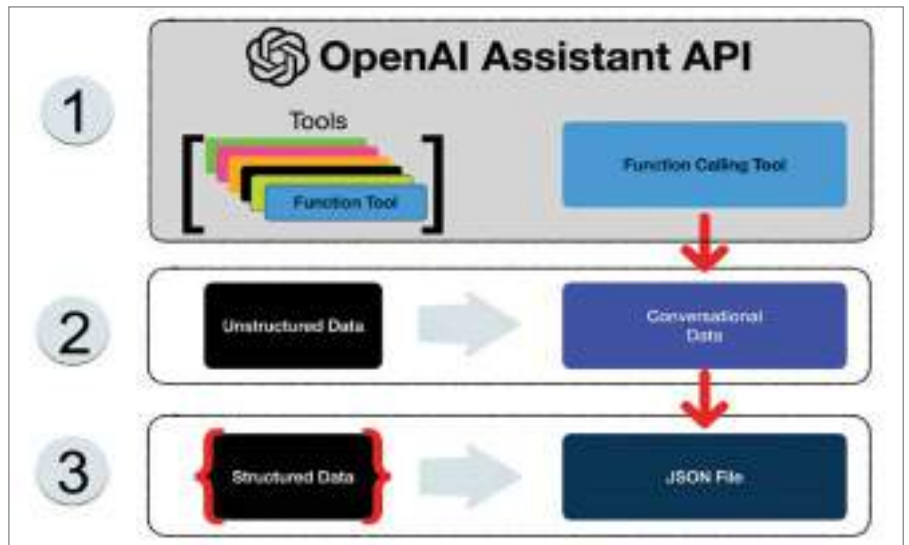 OpenAI Assistant API
1
Tools
Function Tool
Function Calling Tool
2
Unstructured Data
Conversational
Data
3
Structured Data
JSON File